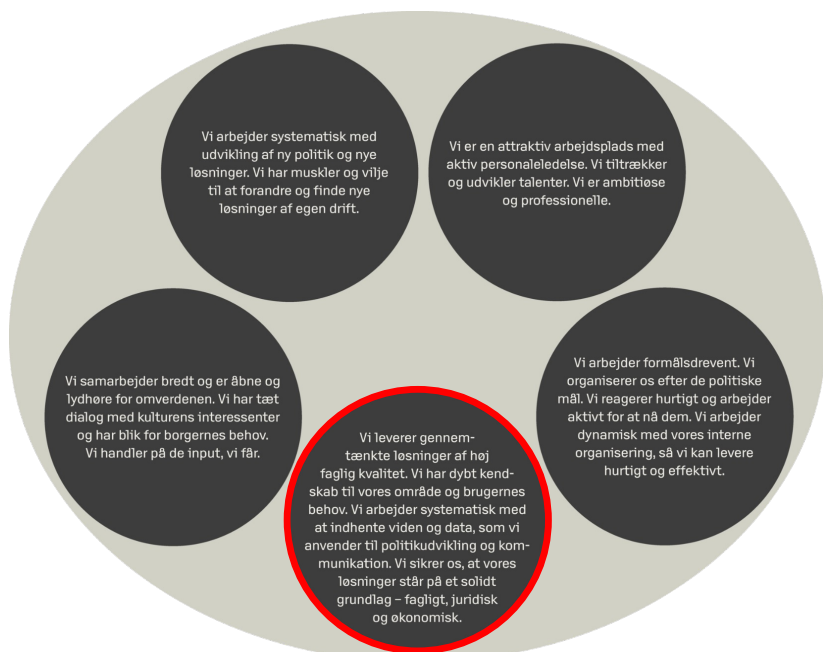 Vi arbejder systematisk med
udvikling af ny politik og nye
løsninger. Vi har muskler og vilje
til at forandre og finde nye
løsninger af egen drift.
Vi er en attraktiv arbejdsplads med
aktiv personaleledelse. Vi tiltrækker
og udvikler talenter. Vi er ambitiøse
og professionelle.
Vi samarbejder bredt og er åbne og
lydhøre for omverdenen. Vi har tæt
dialog med kulturens interessenter
og har blik for borgernes behov.
Vi handler på de input, vi får.
Vi arbejder formålsdrevent. Vi
organiserer os efter de politiske
mål. Vi reagerer hurtigt og arbejder
aktivt for at nå dem. Vi arbejder
dynamisk med vores interne
organisering, så vi kan levere
hurtigt og effektivt.
Vi leverer gennem-
tænkte løsninger af høj
faglig kvalitet. Vi har dybt kend-
skab til vores område og brugernes
behov. Vi arbejder systematisk med
at indhente viden og data, som vi
anvender til politikudvikling og kom-
munikation. Vi sikrer os, at vores
løsninger står på et solidt
grundlag – fagligt, juridisk
og økonomisk.